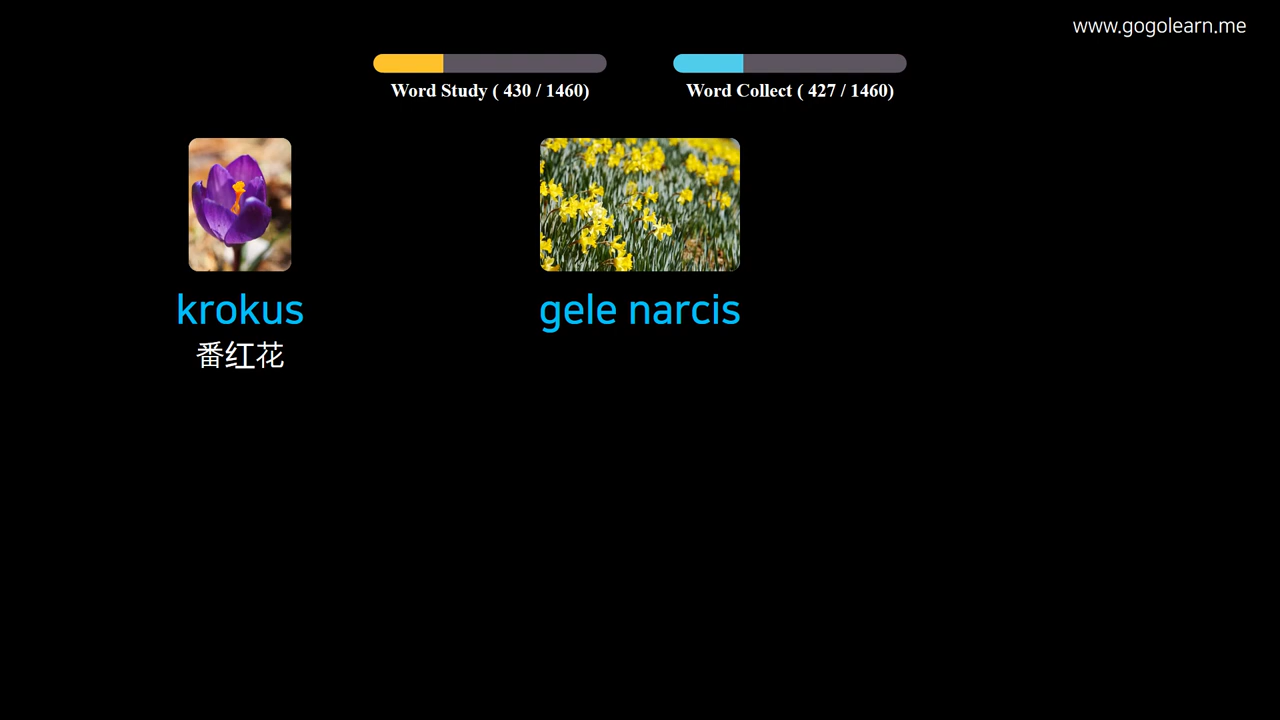 www.gogolearn.me
Word Study ( 430 / 1460)
Word Collect ( 427 / 1460)
krokus
gele narcis
番红花